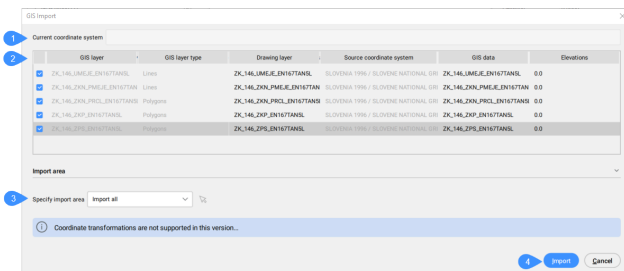 GIS Import
1 Current coordinate system
2 GIS layer GIS layer type Drawing layer Source coordinate system GIS data Elevations
ZK_146_UMEJE_EN167TANSL Lines ZK_146_UMEJE_EN167TANSL SLOVENIA 1996 / SLOVENE NATIONAL GRI ZK_146_UMEJE_EN167TANSL 0.0
ZK_146_ZKN_PMEJE_EN167TAN Lines ZK_146_ZKN_PMEJE_EN167TAN SLOVENIA 1996 / SLOVENE NATIONAL GRI ZK_146_ZKN_PMEJE_EN167TAN 0.0
ZK_146_ZKN_PRCL_EN167TANS Polygons ZK_146_ZKN_PRCL_EN167TANSl SLOVENIA 1996 / SLOVENE NATIONAL GRI ZK_146_ZKN_PRCL_EN167TANSl 0.0
ZK_146_ZKP_EN167TANSL Polygons ZK_146_ZKP_EN167TANSL SLOVENIA 1996 / SLOVENE NATIONAL GRI ZK_146_ZKP_EN167TANSL 0.0
ZK_146_ZPS_EN167TANSL Polygons ZK_146_ZPS_EN167TANSL SLOVENIA 1996 / SLOVENE NATIONAL GRI ZK_146_ZPS_EN167TANSL 0.0
Import area
3 Specify import area Import all
Coordinate transformations are not supported in this version...
4 Import Cancel